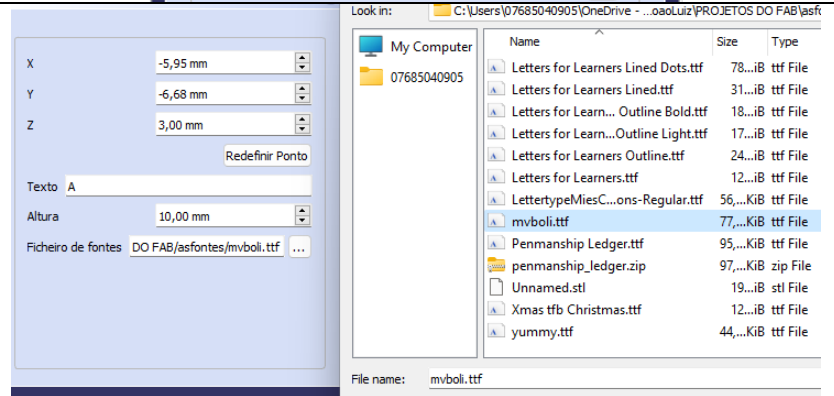 X -5,95 mm
Y -6,68 mm
Z 3,00 mm
Redefinir Ponto
Texto A
Altura 10,00 mm
Ficheiro de fontes DO FAB/asfontes/mvboli.ttf ...
Look in: C:\Users\07685040905\OneDrive - ...oaoLuiz\PROJETOS DO FAB\asfo
My Computer
07685040905
Name Size Type
Letters for Learners Lined Dots.ttf 78...iB ttf File
Letters for Learners Lined.ttf 31...iB ttf File
Letters for Learn... Outline Bold.ttf 18...iB ttf File
Letters for Learn...Outline Light.ttf 17...iB ttf File
Letters for Learners Outline.ttf 24...iB ttf File
Letters for Learners.ttf 12...iB ttf File
LettertypeMiesC...ons-Regular.ttf 56,...KiB ttf File
mvboli.ttf 77,...KiB ttf File
Penmanship Ledger.ttf 95,...KiB ttf File
penmanship_ledger.zip 97,...KiB zip File
Unnamed.stl 19...iB stl File
Xmas tfb Christmas.ttf 12...iB ttf File
yummy.ttf 44,...KiB ttf File
File name: mvboli.ttf